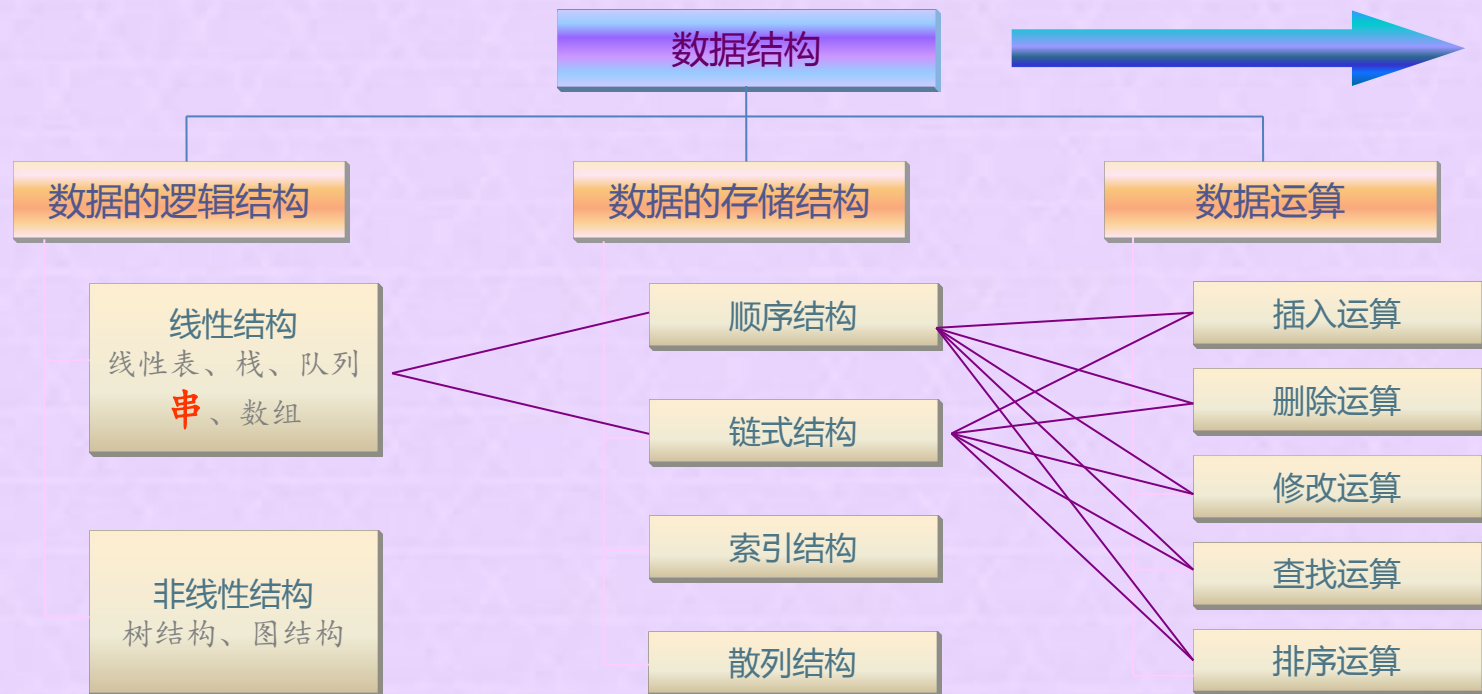 数据结构
数据的逻辑结构
数据的存储结构
数据运算
线性结构
线性表、栈、队列
串、数组
非线性结构
树结构、图结构
顺序结构
链式结构
索引结构
散列结构
插入运算
删除运算
修改运算
查找运算
排序运算